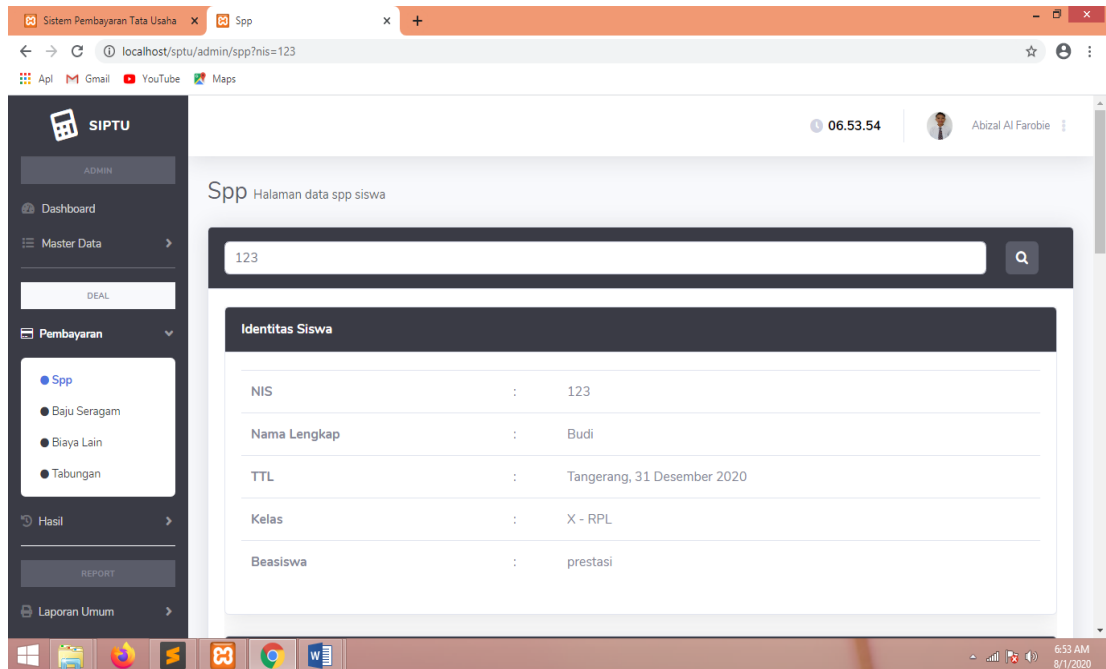 Sistem Pembayaran Tata Usaha
Spp
localhost/sptu/admin/spp?nis=123
Apl Gmail YouTube Maps
SIPTU
06.53.54
Abizal Al Farobie
ADMIN
Dashboard
Master Data
DEAL
Pembayaran
Spp
Baju Seragam
Biaya Lain
Tabungan
Hasil
REPORT
Laporan Umum
Spp Halaman data spp siswa
123
Identitas Siswa
NIS : 123
Nama Lengkap : Budi
TTL : Tangerang, 31 Desember 2020
Kelas : X - RPL
Beasiswa : prestasi
6:53 AM
8/1/2020